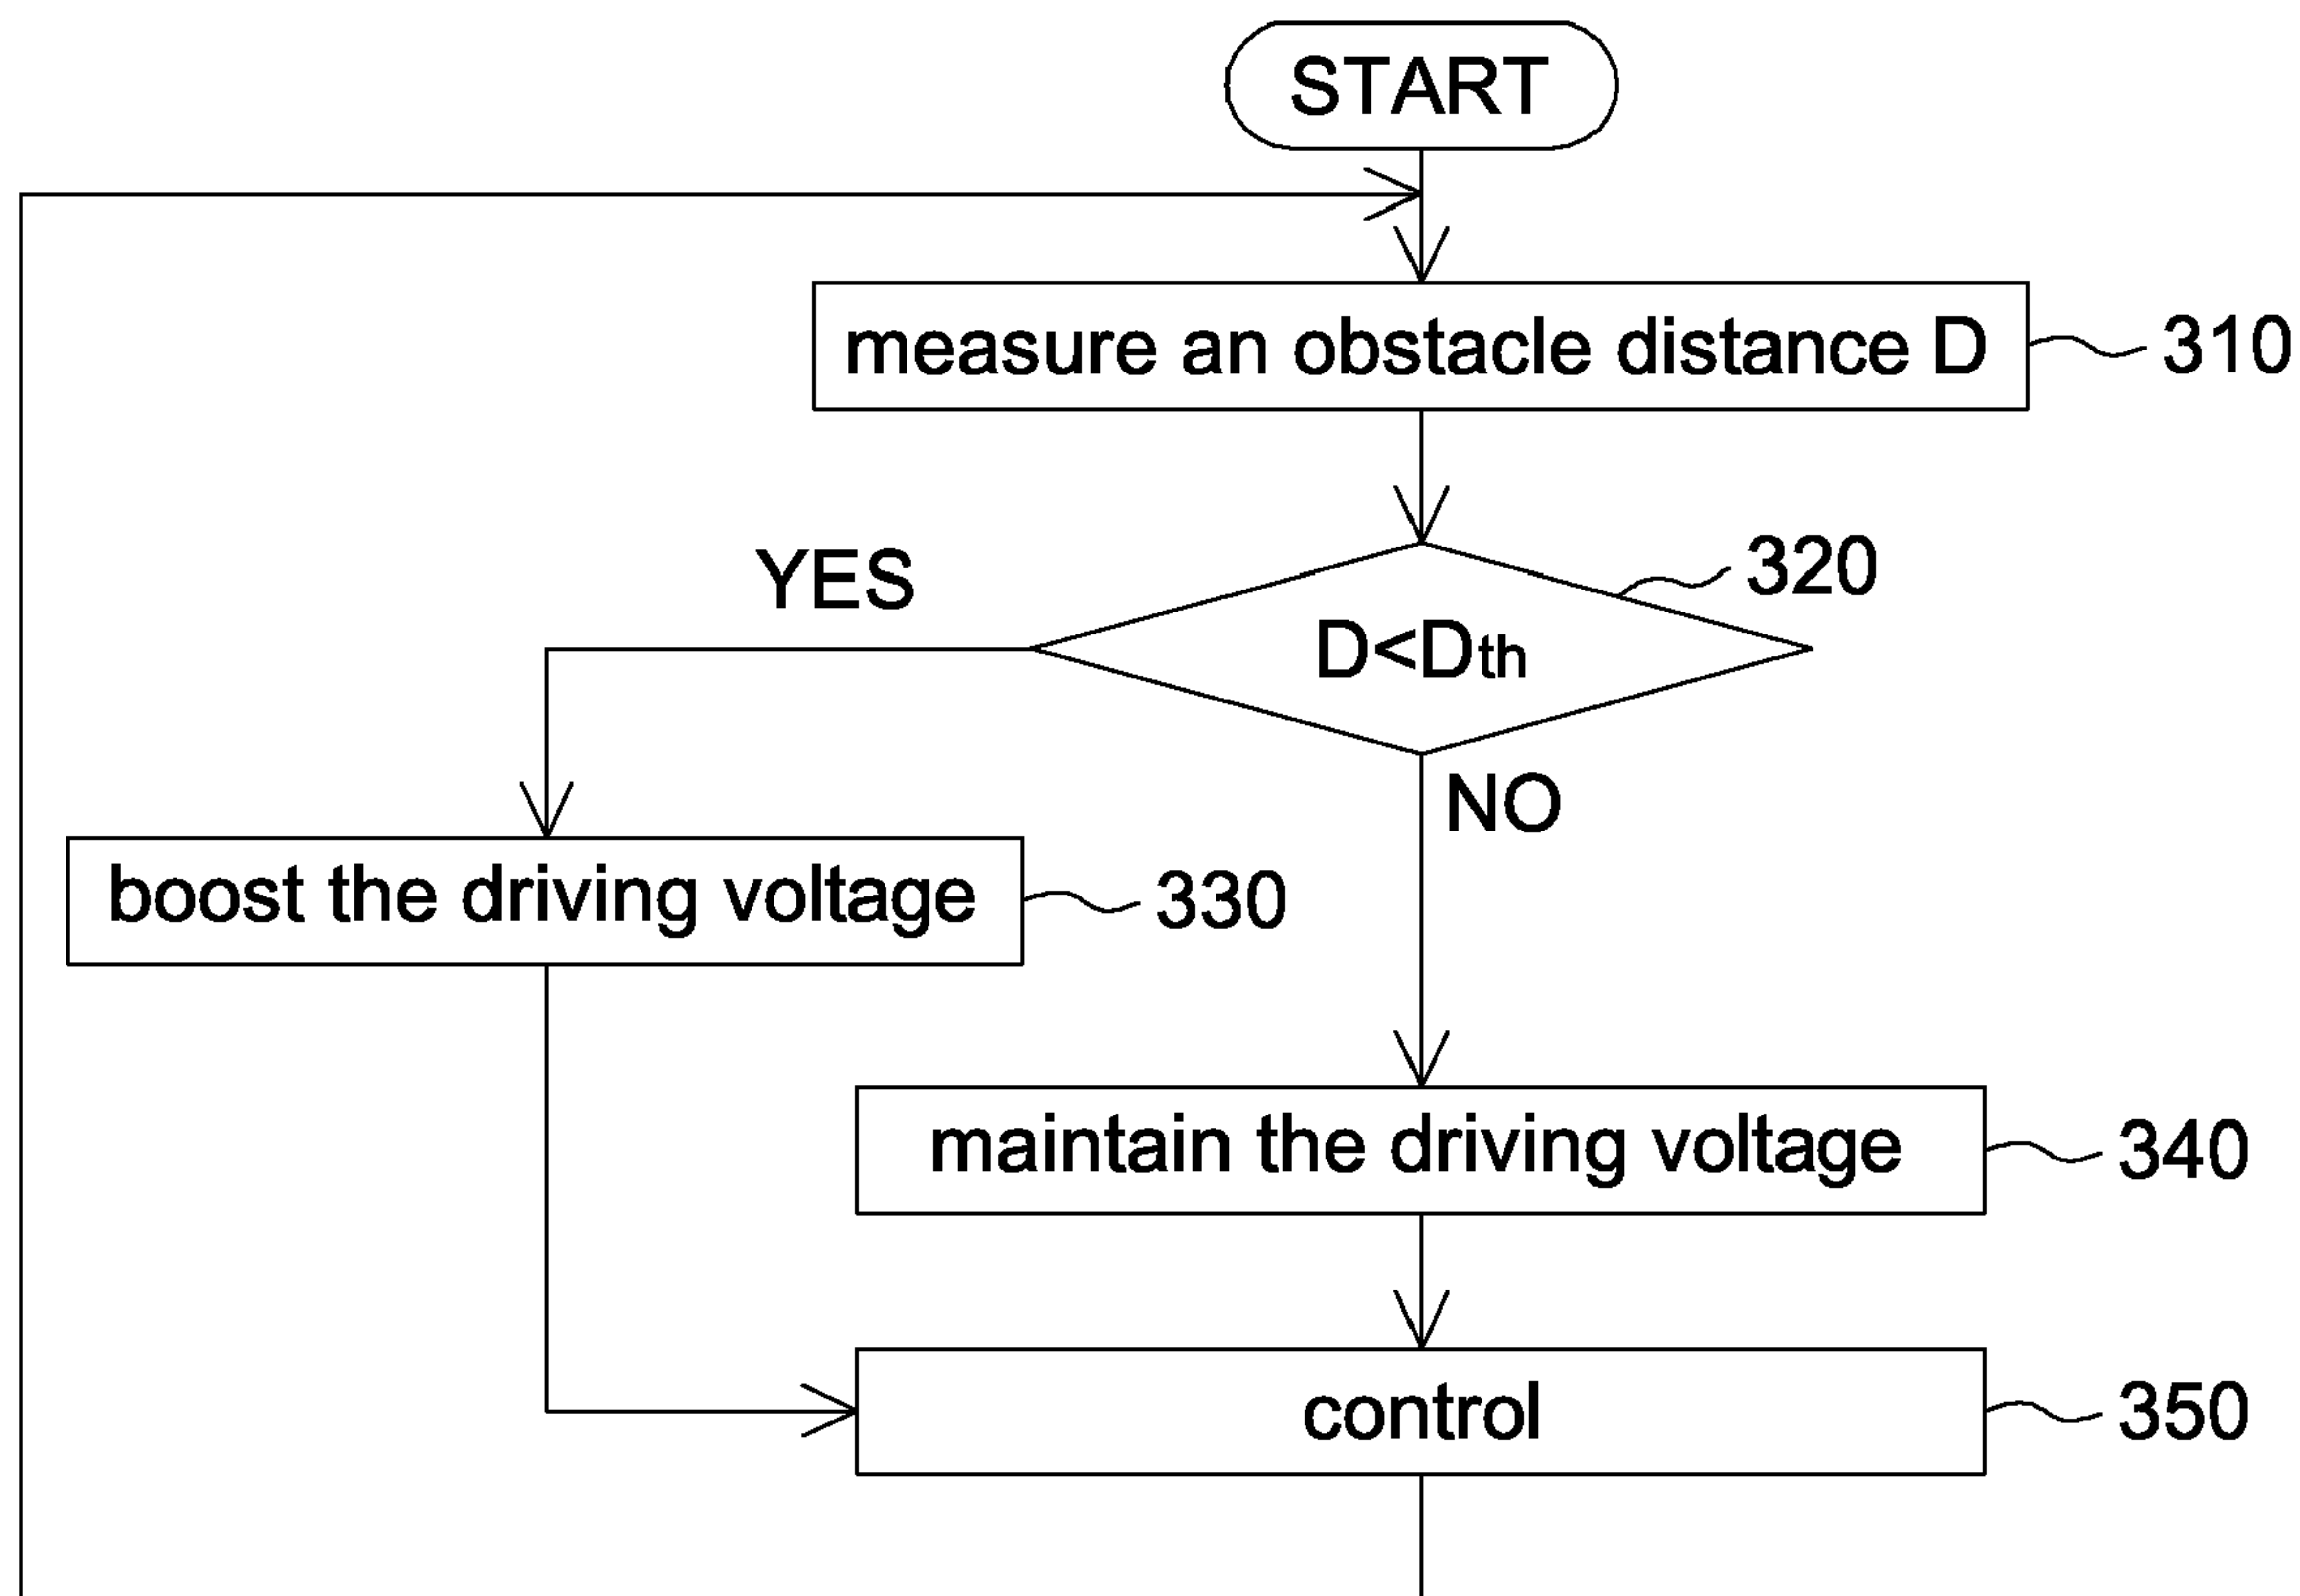 START
measure an obstacle distance D
310
320
YES
D<Dth
NO
boost the driving voltage
330
maintain the driving voltage
340
control
350